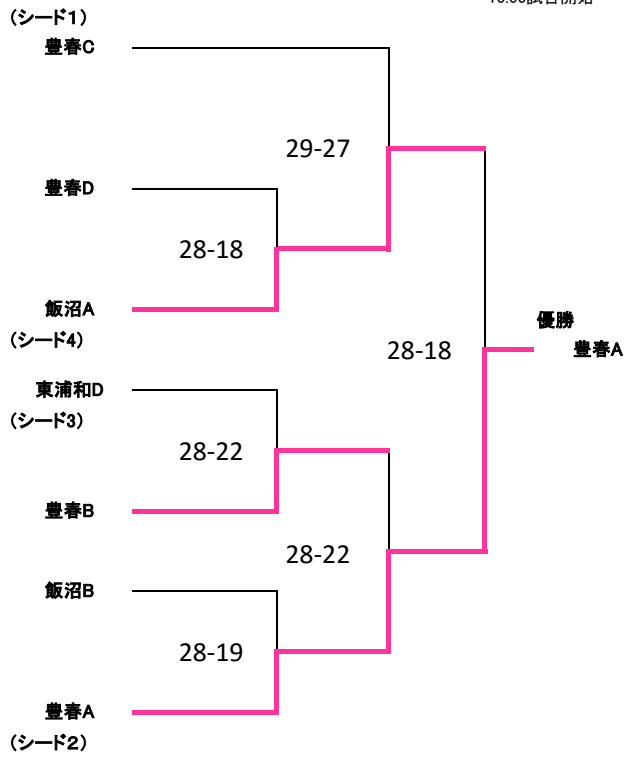 (シード1)
豊春C
29-27
豊春D
28-18
飯沼A
優勝
(シード4)
28-18
豊春A
東浦和D
(シード3)
28-22
豊春B
28-22
飯沼B
28-19
豊春A
(シード2)